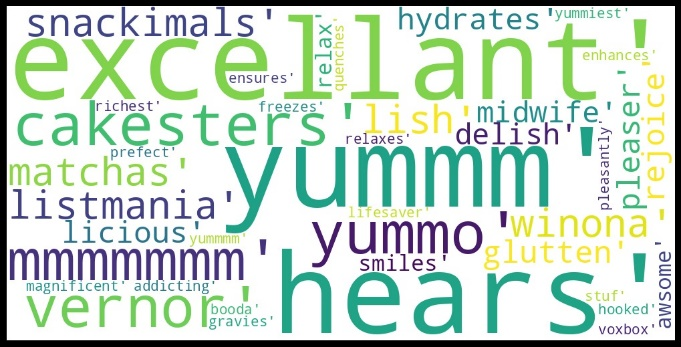 snackimals'
hydrates'
yummiest'
excellant'
relax'
quenches'
enhances'
ensures'
richest'
freezes'
cakesters'
lish'
midwife'
pleaser'
rejoice'
delish'
relaxes'
prefect'
yummm'
pleasantly'
matchas'
listmania'
lifesaver'
licious'
yummmm'
yummo'
winona'
mmmmmmm'
hears'
smiles'
glutten'
awsome'
magnificent'
addicting'
vernor'
booda'
gravies'
stuf'
hooked'
voxbox'